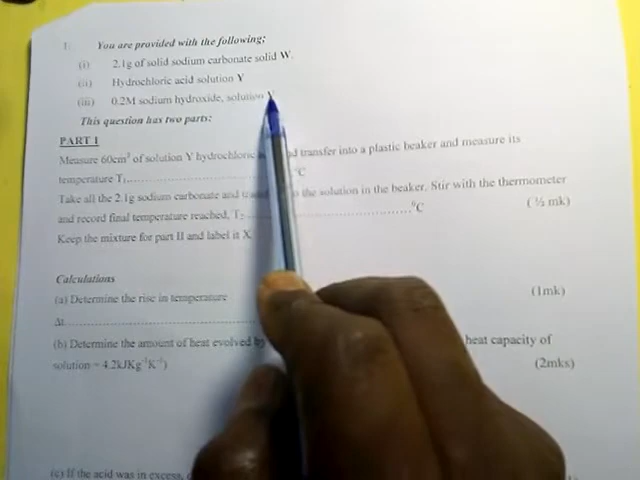 1. You are provided with the following;
(i) 2.1g of solid sodium carbonate solid W.
(ii) Hydrochloric acid solution Y
(iii) 0.2M sodium hydroxide, solution
This question has two parts:
PART I
Measure 60cm³ of solution Y hydrochloric transfer into a plastic beaker and measure its
temperature T₁.............................. °C
Take all the 2.1g sodium carbonate and the solution in the beaker. Stir with the thermometer
and record final temperature reached, T₂..............................⁰C (½ mk)
Keep the mixture for part II and label it X
Calculations
(a) Determine the rise in temperature (1mk)
Δt..............................
(b) Determine the amount of heat evolved by heat capacity of
solution = 4.2kJKg⁻¹K⁻¹) (2mks)
(c) If the acid was in excess,